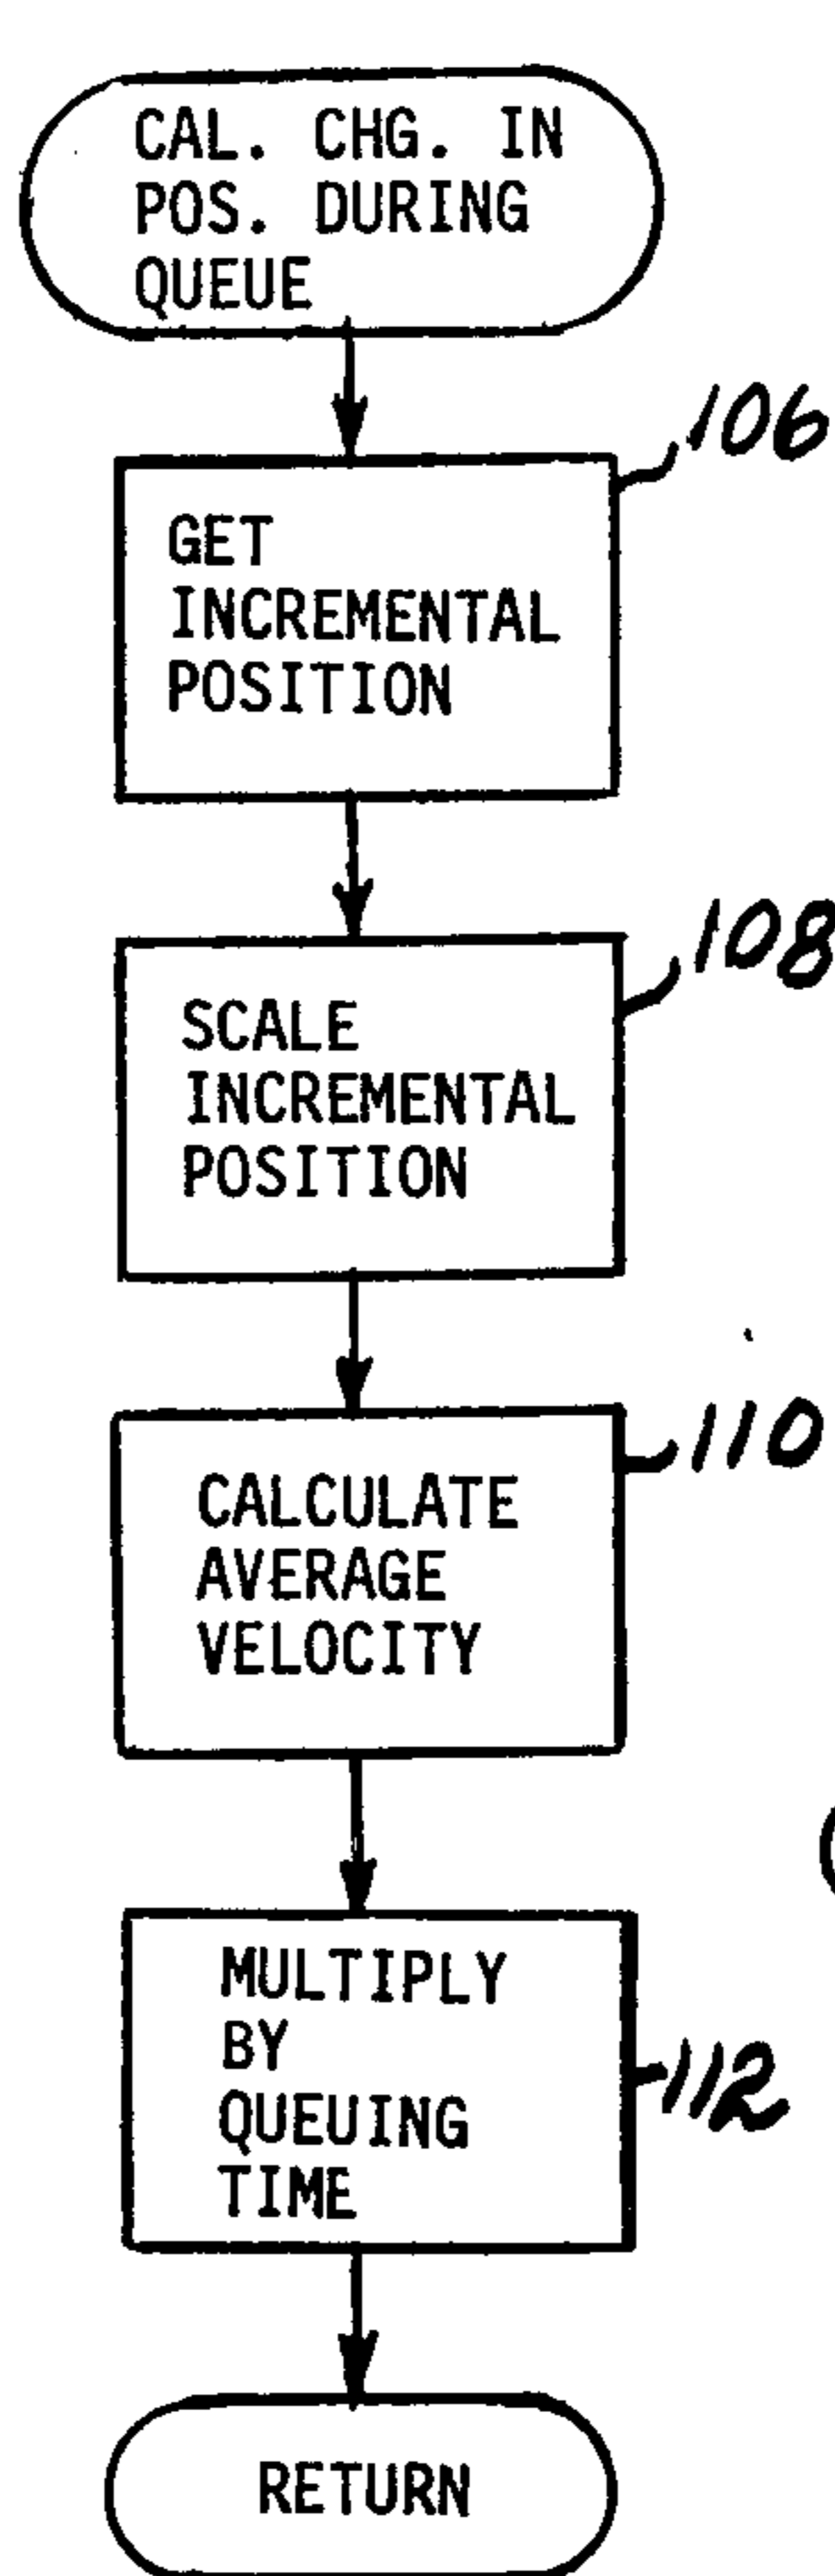 CAL. CHG. IN
POS. DURING
QUEUE
106
GET
INCREMENTAL
POSITION
108
SCALE
INCREMENTAL
POSITION
110
CALCULATE
AVERAGE
VELOCITY
MULTIPLY
BY
QUEUING
TIME
112
RETURN